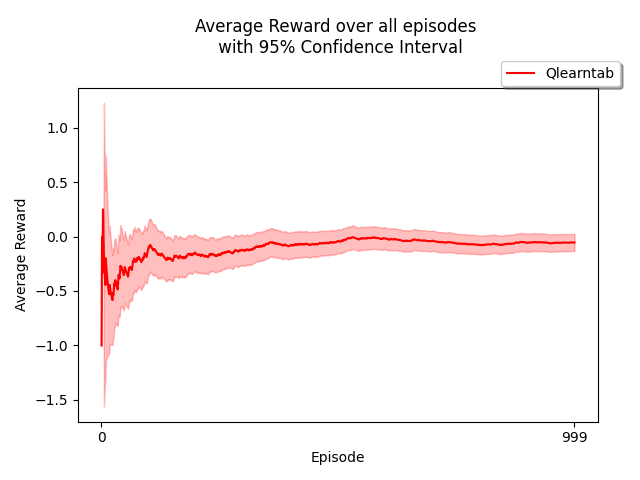 Average Reward over all episodes
with 95% Confidence Interval
Qlearntab
Average Reward
1.0
0.5
0.0
−0.5
−1.0
−1.5
0
999
Episode